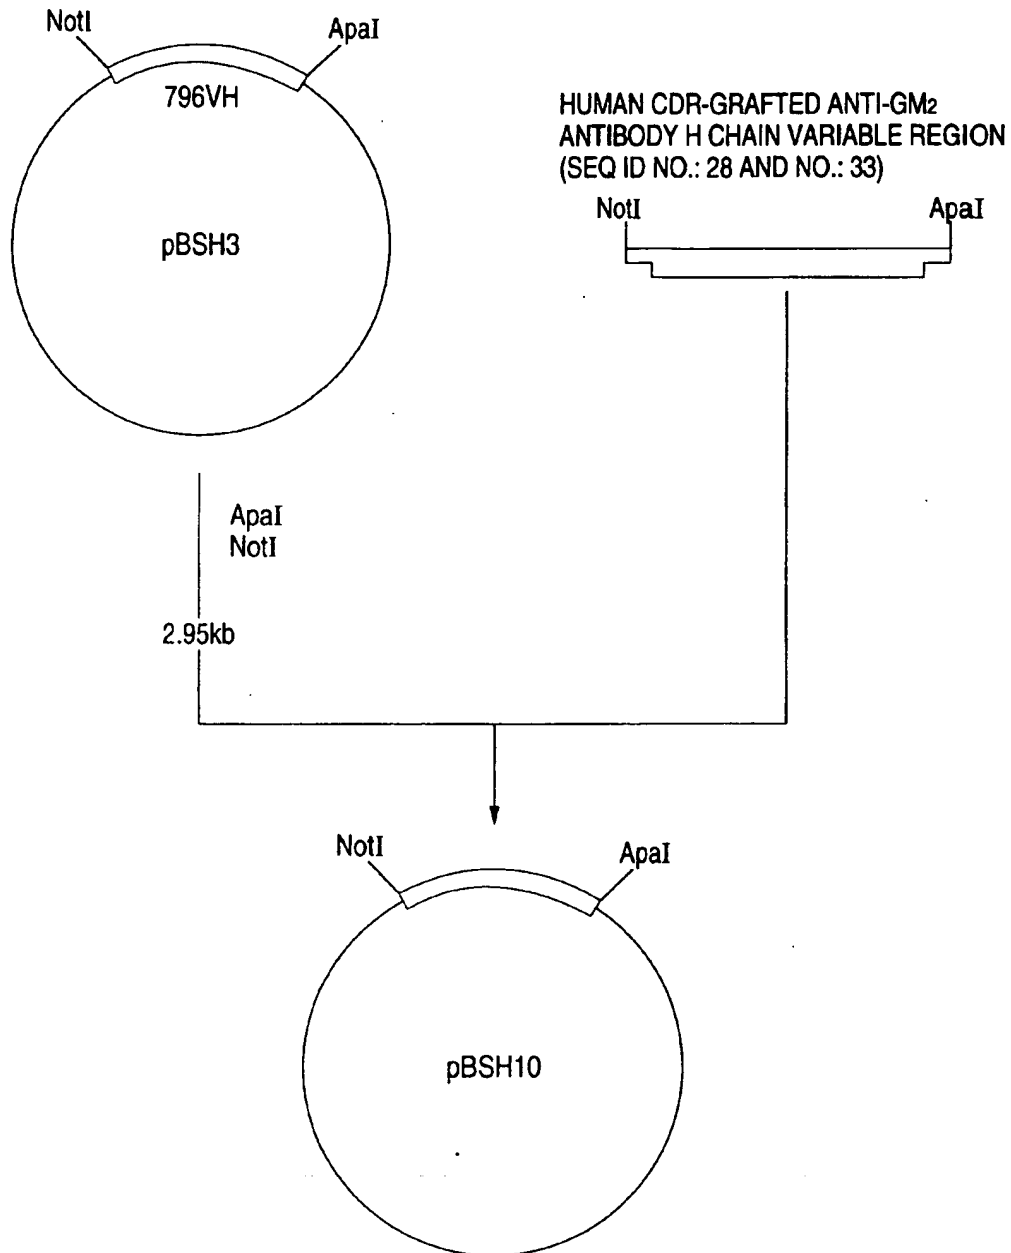 NotI
ApaI
796VH
pBSH3
HUMAN CDR-GRAFTED ANTI-GM2
ANTIBODY H CHAIN VARIABLE REGION
(SEQ ID NO.: 28 AND NO.: 33)
NotI
ApaI
ApaI
NotI
2.95kb
NotI
ApaI
pBSH10